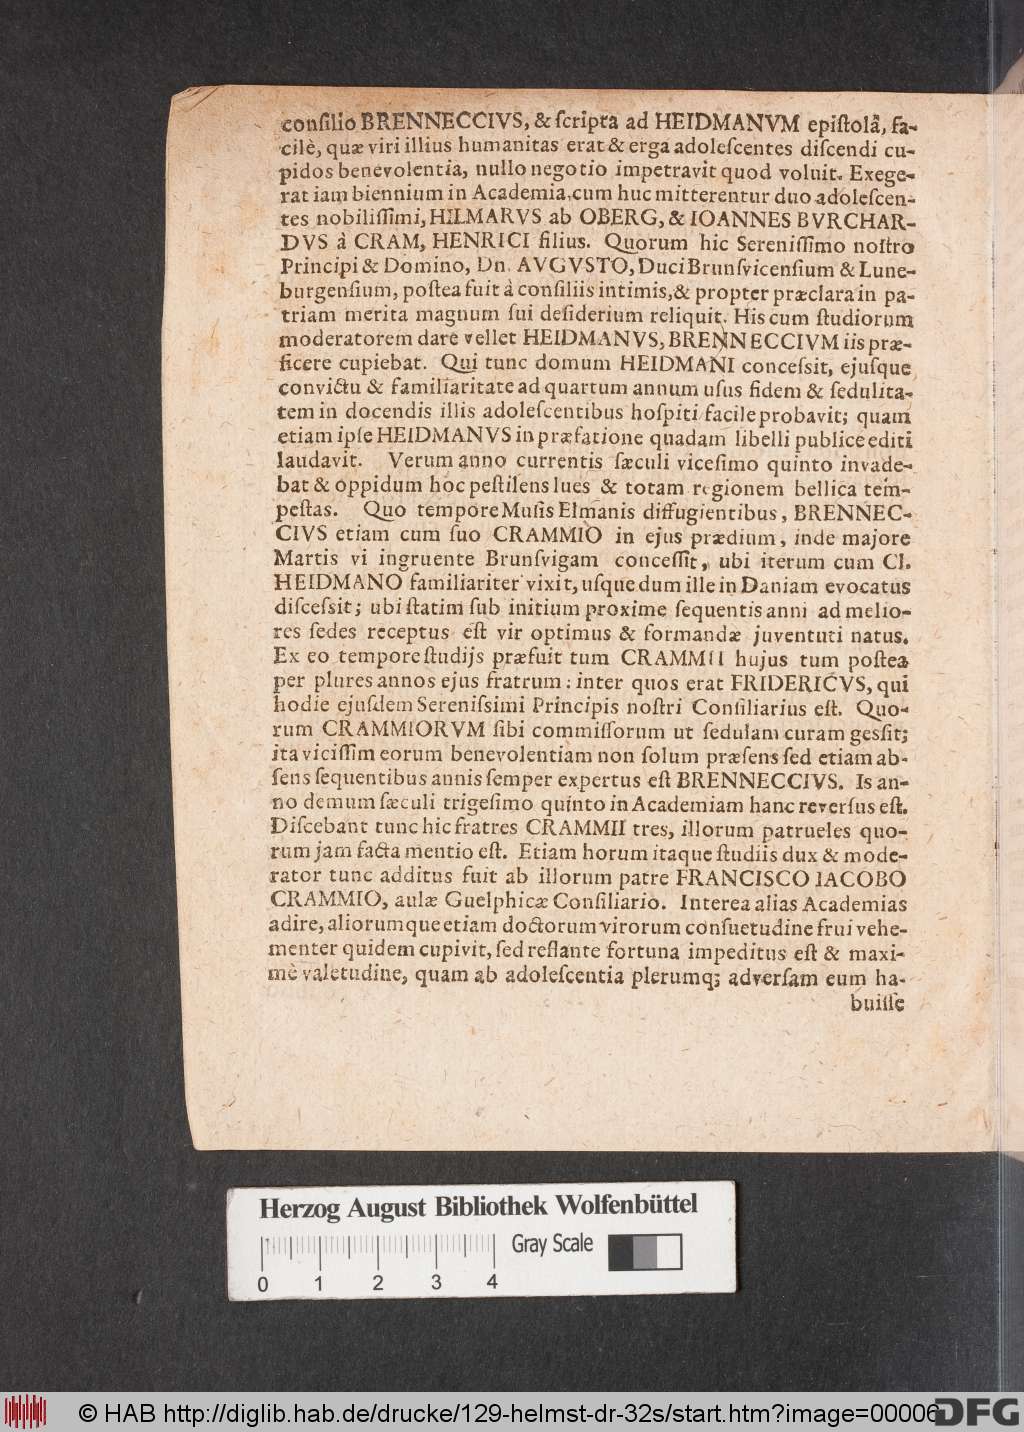 conſilio BRENNECCIVS, & ſcripta ad HEIDMANVM epiſtolâ, fa-
cilè, quæ viri illius humanitas erat & erga adoleſcentes diſcendi cu-
pidos benevolentia, nullo negotio impetravit quod voluit. Exege-
rat iam biennium in Academia, cum huc mitterentur duo adoleſcen-
tes nobiliſſimi, HILMARVS ab OBERG, & IOANNES BVRCHAR-
DVS à CRAM, HENRICI filius. Quorum hic Sereniſſimo noſtro
Principi & Domino, Dn. AVGVSTO, Duci Brunſvicenſium & Lune-
burgenſium, poſtea fuit à conſiliis intimis, & propter præclara in pa-
triam merita magnum ſui deſiderium reliquit. His cum ſtudiorum
moderatorem dare vellet HEIDMANVS, BRENNECCIVM iis præ-
ficere cupiebat. Qui tunc domum HEIDMANI conceſsit, ejuſque
convictu & familiaritate ad quartum annum uſus fidem & ſedulita-
tem in docendis illis adoleſcentibus hoſpiti facile probavit; quam
etiam ipſe HEIDMANVS in præfatione quadam libelli publice editi
laudavit. Verum anno currentis ſæculi viceſimo quinto invade-
bat & oppidum hoc peſtilens lues & totam regionem bellica tem-
peſtas. Quo tempore Muſis Elmanis diffugientibus, BRENNEC-
CIVS etiam cum ſuo CRAMMIO in ejus prædium, inde majore
Martis vi ingruente Brunſvigam conceſſit, ubi iterum cum Cl.
HEIDMANO familiariter vixit, uſque dum ille in Daniam evocatus
diſceſsit; ubi ſtatim ſub initium proxime ſequentis anni ad melio-
res ſedes receptus eſt vir optimus & formandæ juventuti natus.
Ex eo tempore ſtudijs præfuit tum CRAMMII hujus tum poſtea
per plures annos ejus fratrum: inter quos erat FRIDERICVS, qui
hodie ejuſdem Sereniſsimi Principis noſtri Conſiliarius eſt. Quo-
rum CRAMMIORVM ſibi commiſſorum ut ſedulam curam geſsit;
ita viciſſim eorum benevolentiam non ſolum præſens ſed etiam ab-
ſens ſequentibus annis ſemper expertus eſt BRENNECCIVS. Is an-
no demum ſæculi trigeſimo quinto in Academiam hanc reverſus eſt.
Diſcebant tunc hic fratres CRAMMII tres, illorum patrueles quo-
rum jam facta mentio eſt. Etiam horum itaque ſtudiis dux & mode-
rator tunc additus fuit ab illorum patre FRANCISCO IACOBO
CRAMMIO, aulæ Guelphicæ Conſiliario. Interea alias Academias
adire, aliorumque etiam doctorum virorum conſuetudine frui vehe-
menter quidem cupivit, ſed reflante fortuna impeditus eſt & maxi-
mè valetudine, quam ab adoleſcentia plerumq; adverſam eum ha-
buiſſe
Herzog August Bibliothek Wolfenbüttel
Gray Scale
0 1 2 3 4
© HAB http://diglib.hab.de/drucke/129-helmst-dr-32s/start.htm?image=00006
DFG